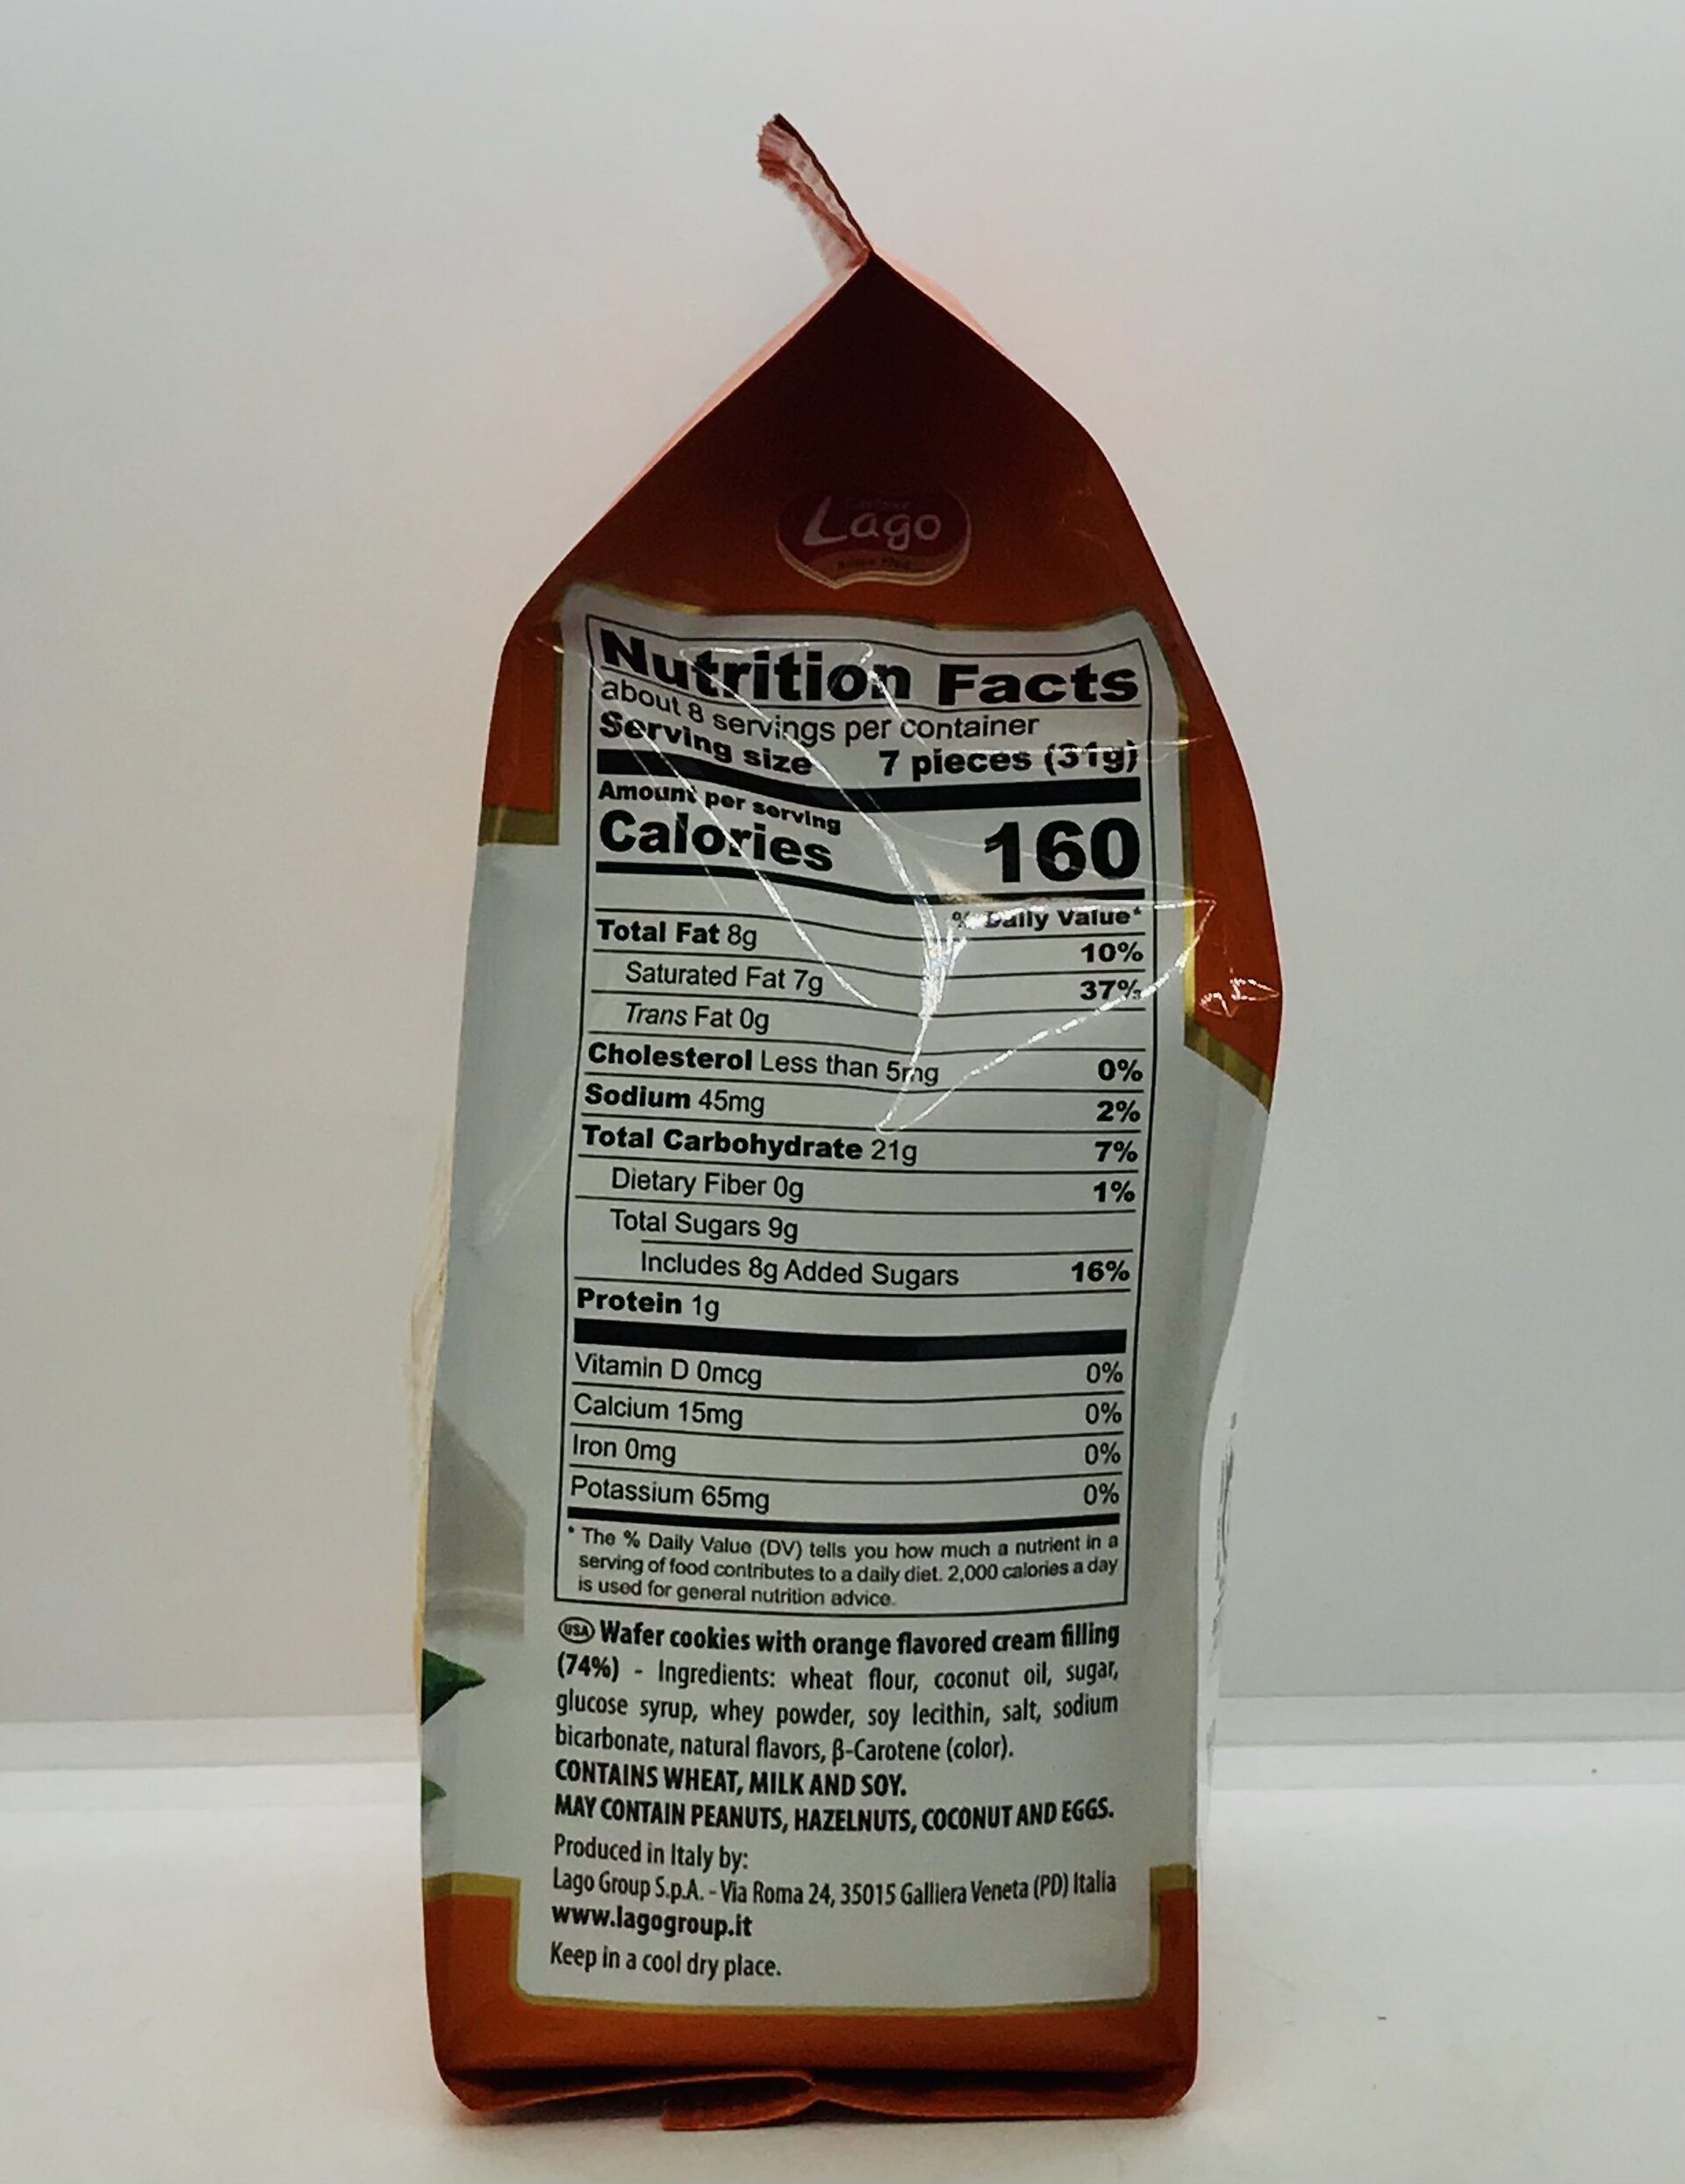 Lago
Nutrition Facts
about 8 servings per container
Serving size 7 pieces (31g)
Amount per serving
Calories 160
% Daily Value*
Total Fat 8g 10%
Saturated Fat 7g 37%
Trans Fat 0g
Cholesterol Less than 5mg 0%
Sodium 45mg 2%
Total Carbohydrate 21g 7%
Dietary Fiber 0g 1%
Total Sugars 9g
Includes 8g Added Sugars 16%
Protein 1g
Vitamin D 0mcg 0%
Calcium 15mg 0%
Iron 0mg 0%
Potassium 65mg 0%
* The % Daily Value (DV) tells you how much a nutrient in a
serving of food contributes to a daily diet. 2,000 calories a day
is used for general nutrition advice.
USA Wafer cookies with orange flavored cream filling
(74%) - Ingredients: wheat flour, coconut oil, sugar,
glucose syrup, whey powder, soy lecithin, salt, sodium
bicarbonate, natural flavors, β-Carotene (color).
CONTAINS WHEAT, MILK AND SOY.
MAY CONTAIN PEANUTS, HAZELNUTS, COCONUT AND EGGS.
Produced in Italy by:
Lago Group S.p.A. - Via Roma 24, 35015 Galliera Veneta (PD) Italia
www.lagogroup.it
Keep in a cool dry place.